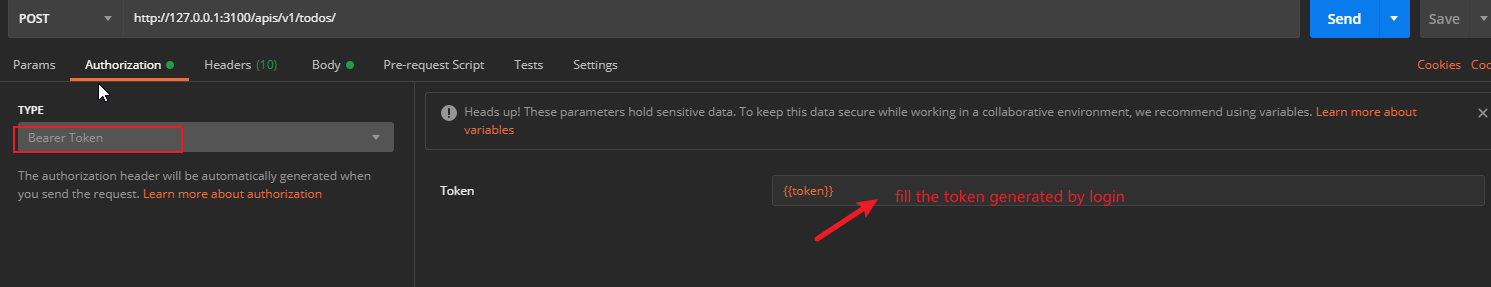 POST http://127.0.0.1:3100/apis/v1/todos/ Send Save
Params Authorization Headers (10) Body Pre-request Script Tests Settings Cookies Coo
TYPE
Bearer Token
The authorization header will be automatically generated when
you send the request. Learn more about authorization
Heads up! These parameters hold sensitive data. To keep this data secure while working in a collaborative environment, we recommend using variables. Learn more about
variables
Token {{token}} fill the token generated by login